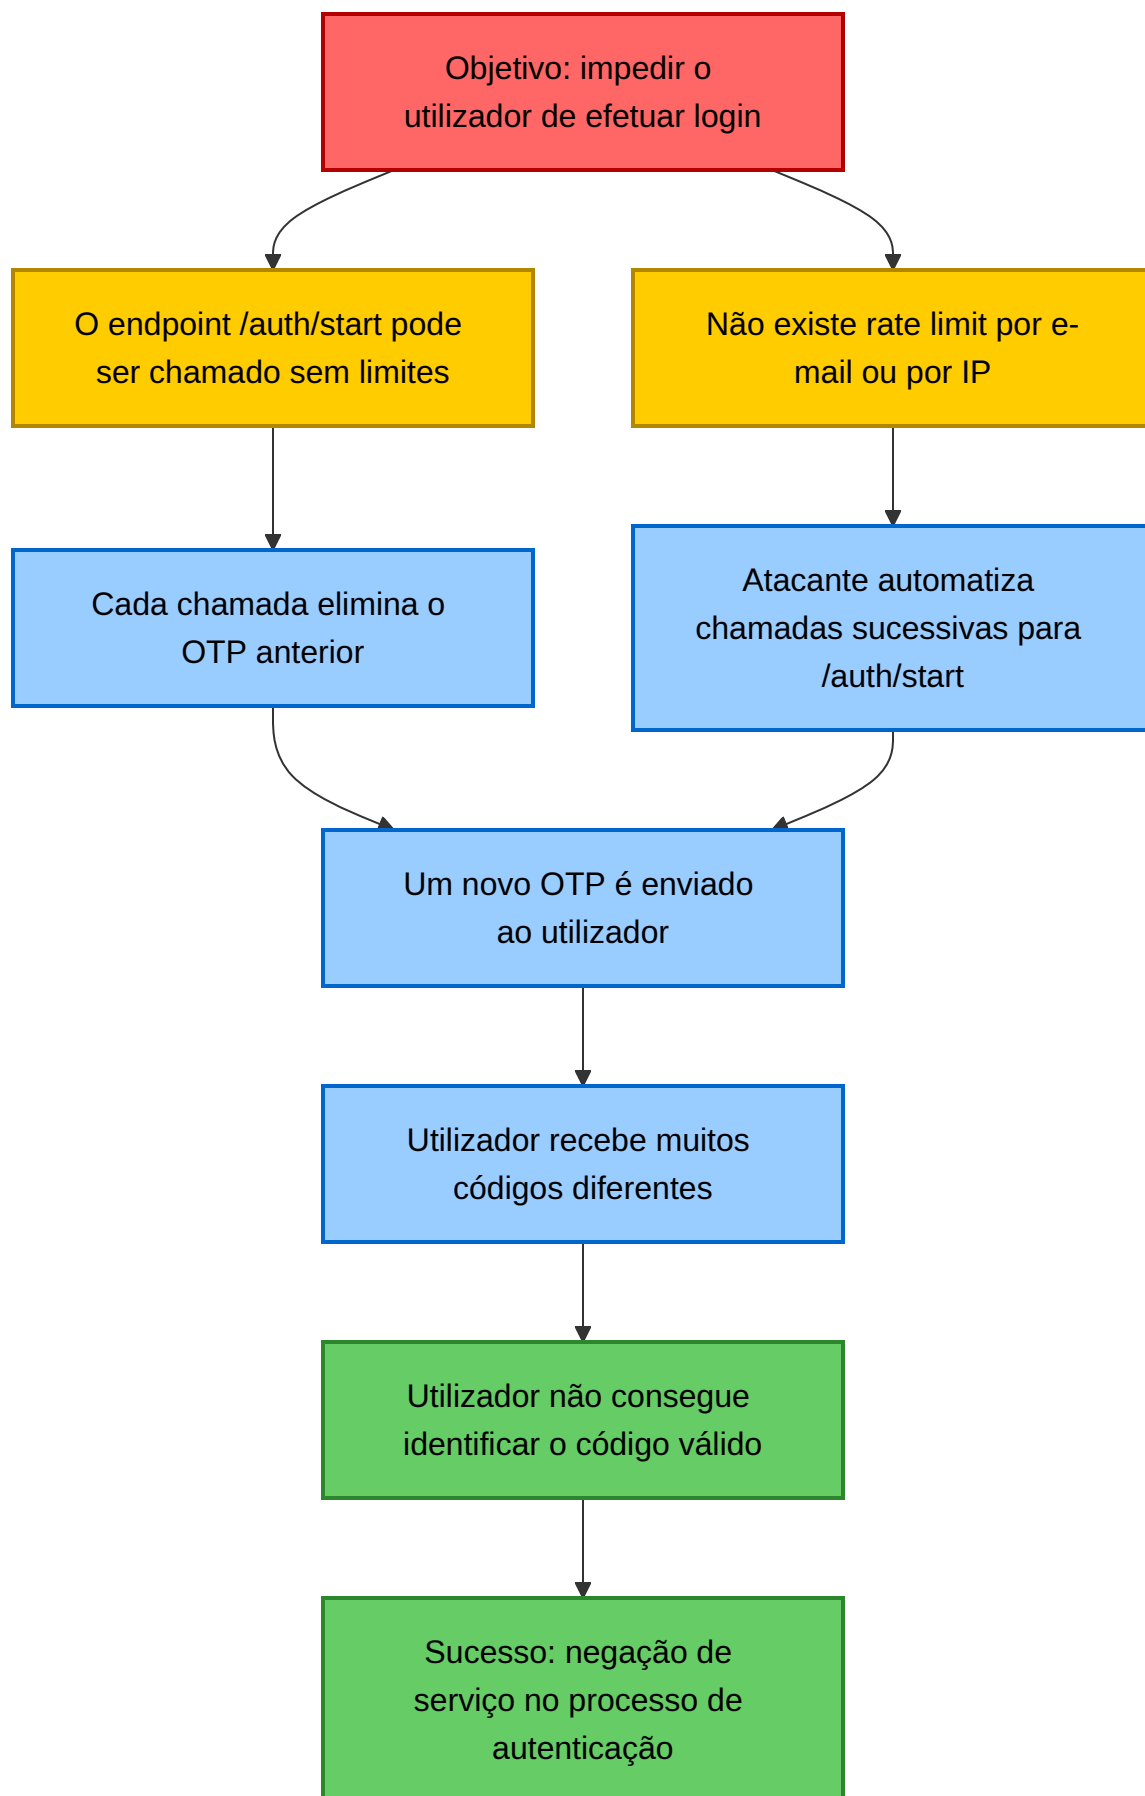 Objetivo: impedir o
utilizador de efetuar login
O endpoint /auth/start pode
ser chamado sem limites
Não existe rate limit por e-
mail ou por IP
Cada chamada elimina o
OTP anterior
Atacante automatiza
chamadas sucessivas para
/auth/start
Um novo OTP é enviado
ao utilizador
Utilizador recebe muitos
códigos diferentes
Utilizador não consegue
identificar o código válido
Sucesso: negação de
serviço no processo de
autenticação